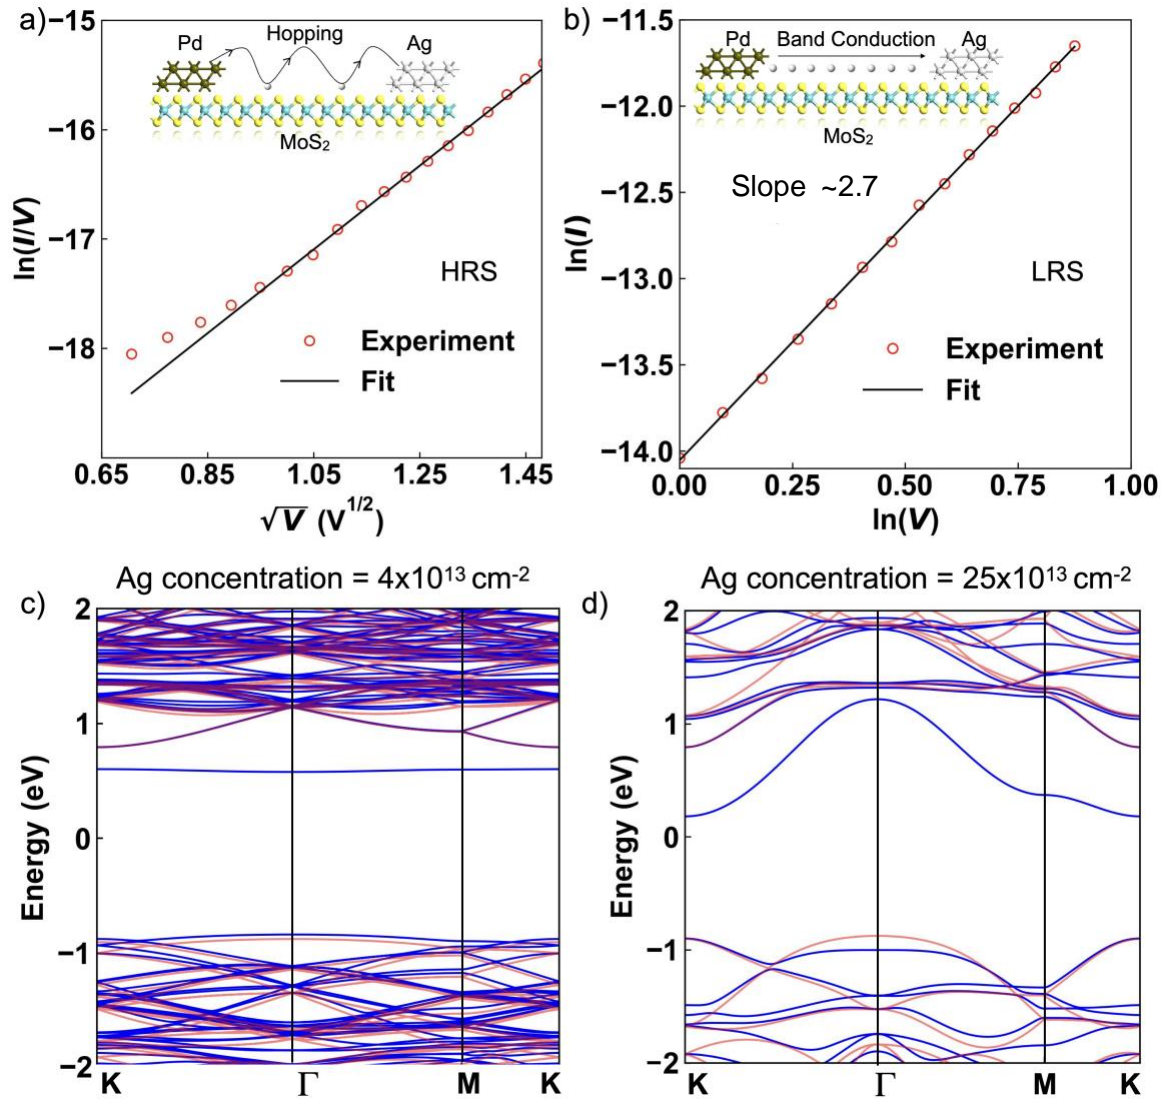 a)
−15
−16
−17
−18
ln(I/V)
Pd
Hopping
Ag
MoS₂
HRS
Experiment
Fit
0.65
0.85
1.05
1.25
1.45
√V (V^1/2)
b)
−11.5
−12.0
−12.5
−13.0
−13.5
−14.0
ln(I)
Pd
Band Conduction
Ag
MoS₂
Slope ~2.7
LRS
Experiment
Fit
0.00
0.25
0.50
0.75
1.00
ln(V)
Ag concentration = 4x10¹³ cm⁻²
c)
2
1
0
−1
−2
Energy (eV)
K
Γ
M
K
Ag concentration = 25x10¹³ cm⁻²
d)
2
1
0
−1
−2
Energy (eV)
K
Γ
M
K